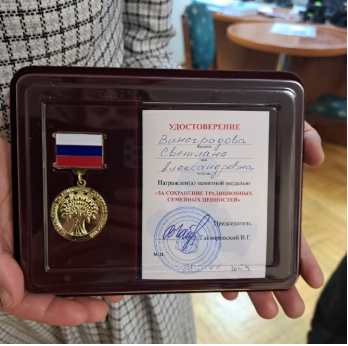 УДОСТОВЕРЕНИЕ
Виноградова
Светлана
Александровна
Награжден(а) памятной медалью
«ЗА СОХРАНЕНИЕ ТРАДИЦИОННЫХ
СЕМЕЙНЫХ ЦЕННОСТЕЙ»
Председатель
В.Г.
М.П.